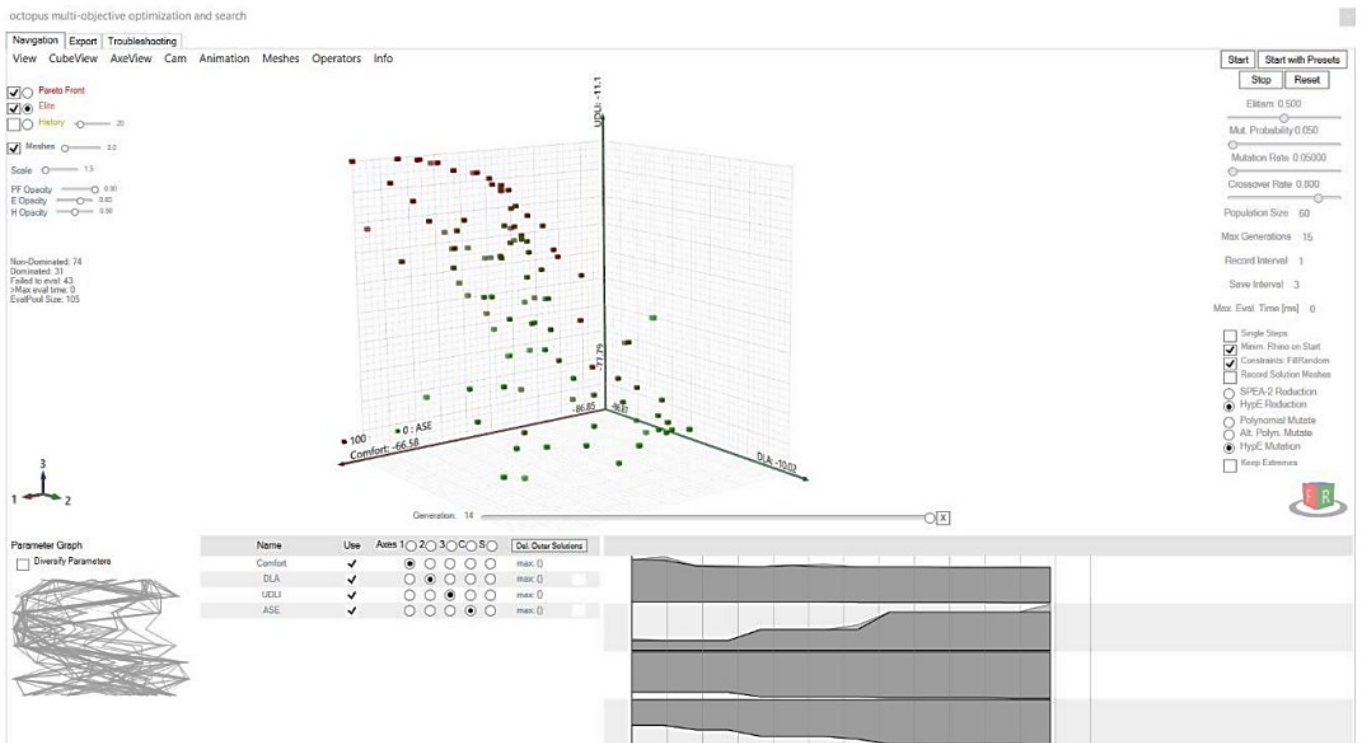 octopus multi-objective optimization and search
Navigation Export Troubleshooting
View CubeView AxeView Cam Animation Meshes Operators Info
Start Start with Presets
Stop Reset
Pareto Front
Elite
History 20
Meshes 2.0
Scale 1.5
PF Opacity 0.90
E Opacity 0.63
H Opacity 0.50
Non-Dominated: 74
Dominated: 31
Failed to eval: 43
>Max eval time: 0
EvalPool Size: 105
UDLI: -11.1
-77.79
-86.85
100
0 : ASE
Comfort: -66.58
DLA: -10.02
3
1 2
Elitism 0.500
Mut. Probability 0.050
Mutation Rate 0.05000
Crossover Rate 0.800
Population Size 60
Max Generations 15
Record Interval 1
Save Interval 3
Max. Eval. Time [ms] 0
Single Steps
Minim. Rhino on Start
Constraints: FillRandom
Record Solution Meshes
SPEA-2 Reduction
HypE Reduction
Polynomial Mutate
Alt. Polyn. Mutate
HypE Mutation
Keep Extremes
F R
Generation: 14 X
Parameter Graph
Diversify Parameters
Name Use Axes 1 2 3 C S Del. Outer Solutions
Comfort max: ()
DLA max: ()
UDLI max: ()
ASE max: ()